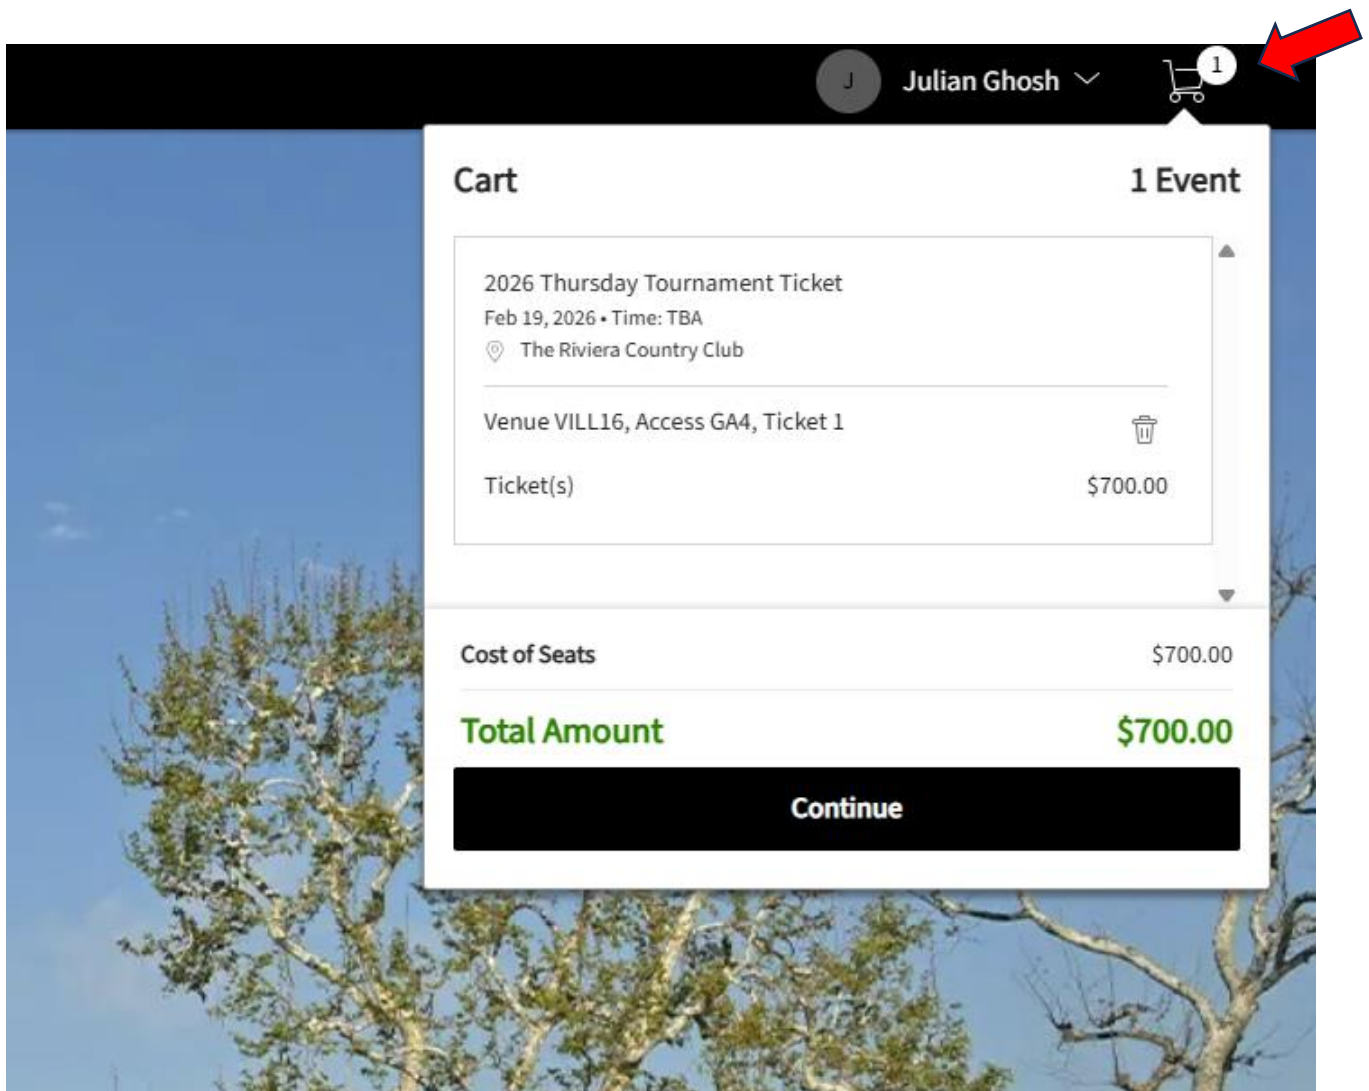 J Julian Ghosh 1
Cart 1 Event
2026 Thursday Tournament Ticket
Feb 19, 2026 • Time: TBA
The Riviera Country Club
Venue VILL16, Access GA4, Ticket 1
Ticket(s) $700.00
Cost of Seats $700.00
Total Amount $700.00
Continue